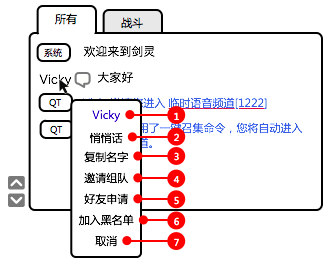 所有 战斗
系统 欢迎来到剑灵
Vicky 大家好
QT 进入 临时语音频道[1222]
QT 用了一键召集命令，您将自动进入
道。
Vicky 1
悄悄话 2
复制名字 3
邀请组队 4
好友申请 5
加入黑名单 6
取消 7